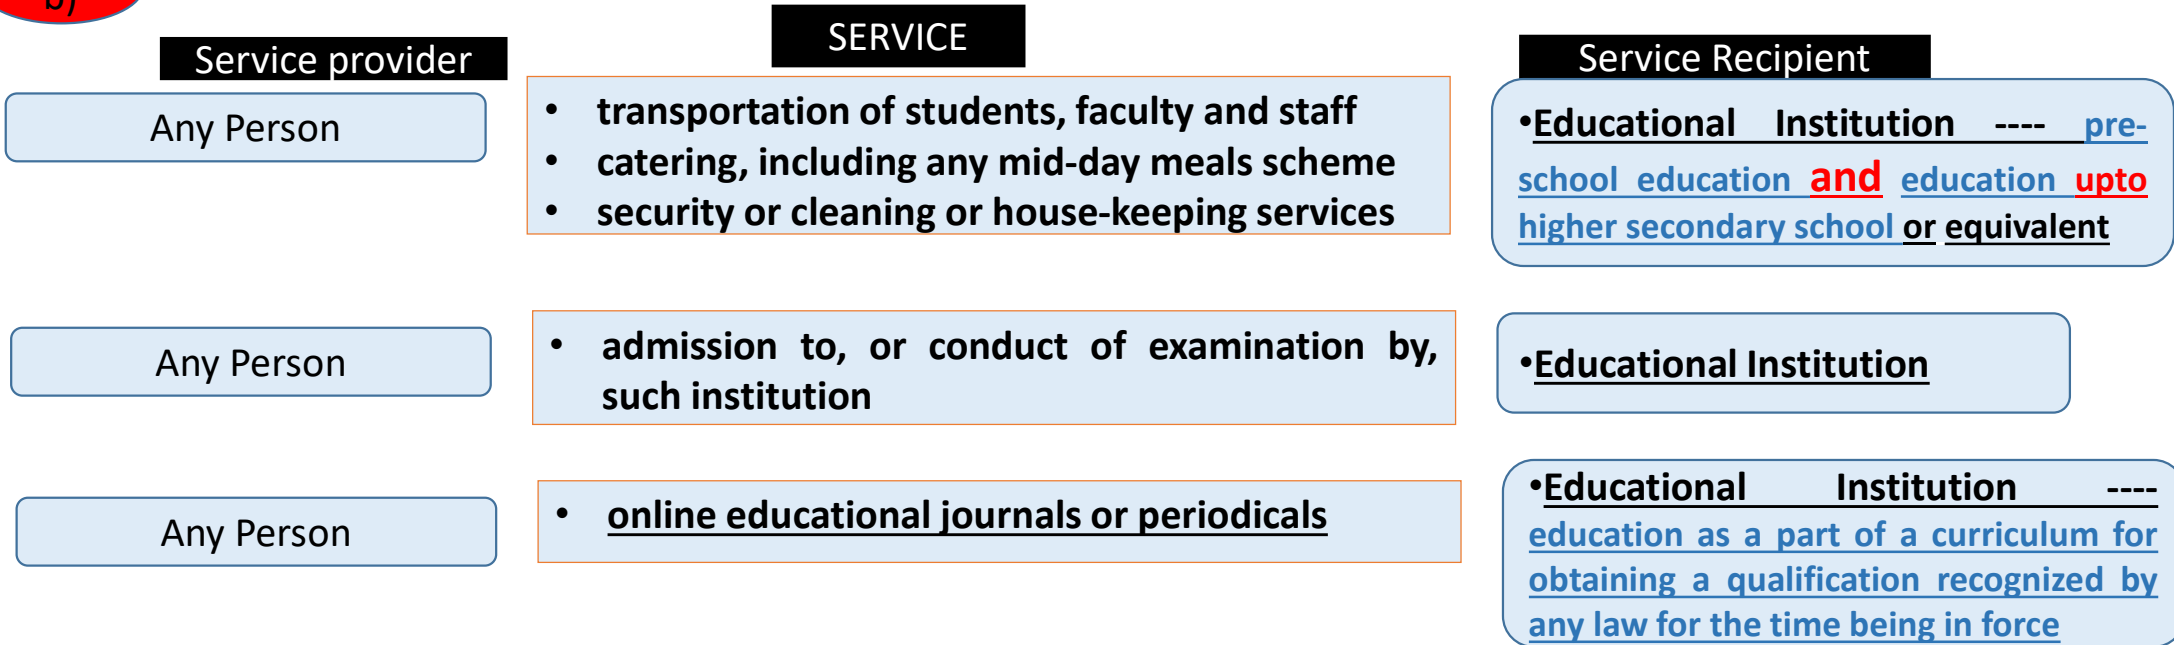 b)
SERVICE
Service provider
Service Recipient
Any Person
• transportation of students, faculty and staff
• catering, including any mid-day meals scheme
• security or cleaning or house-keeping services
•Educational Institution ---- pre-
school education and education upto
higher secondary school or equivalent
Any Person
• admission to, or conduct of examination by,
such institution
•Educational Institution
Any Person
• online educational journals or periodicals
•Educational Institution ----
education as a part of a curriculum for
obtaining a qualification recognized by
any law for the time being in force